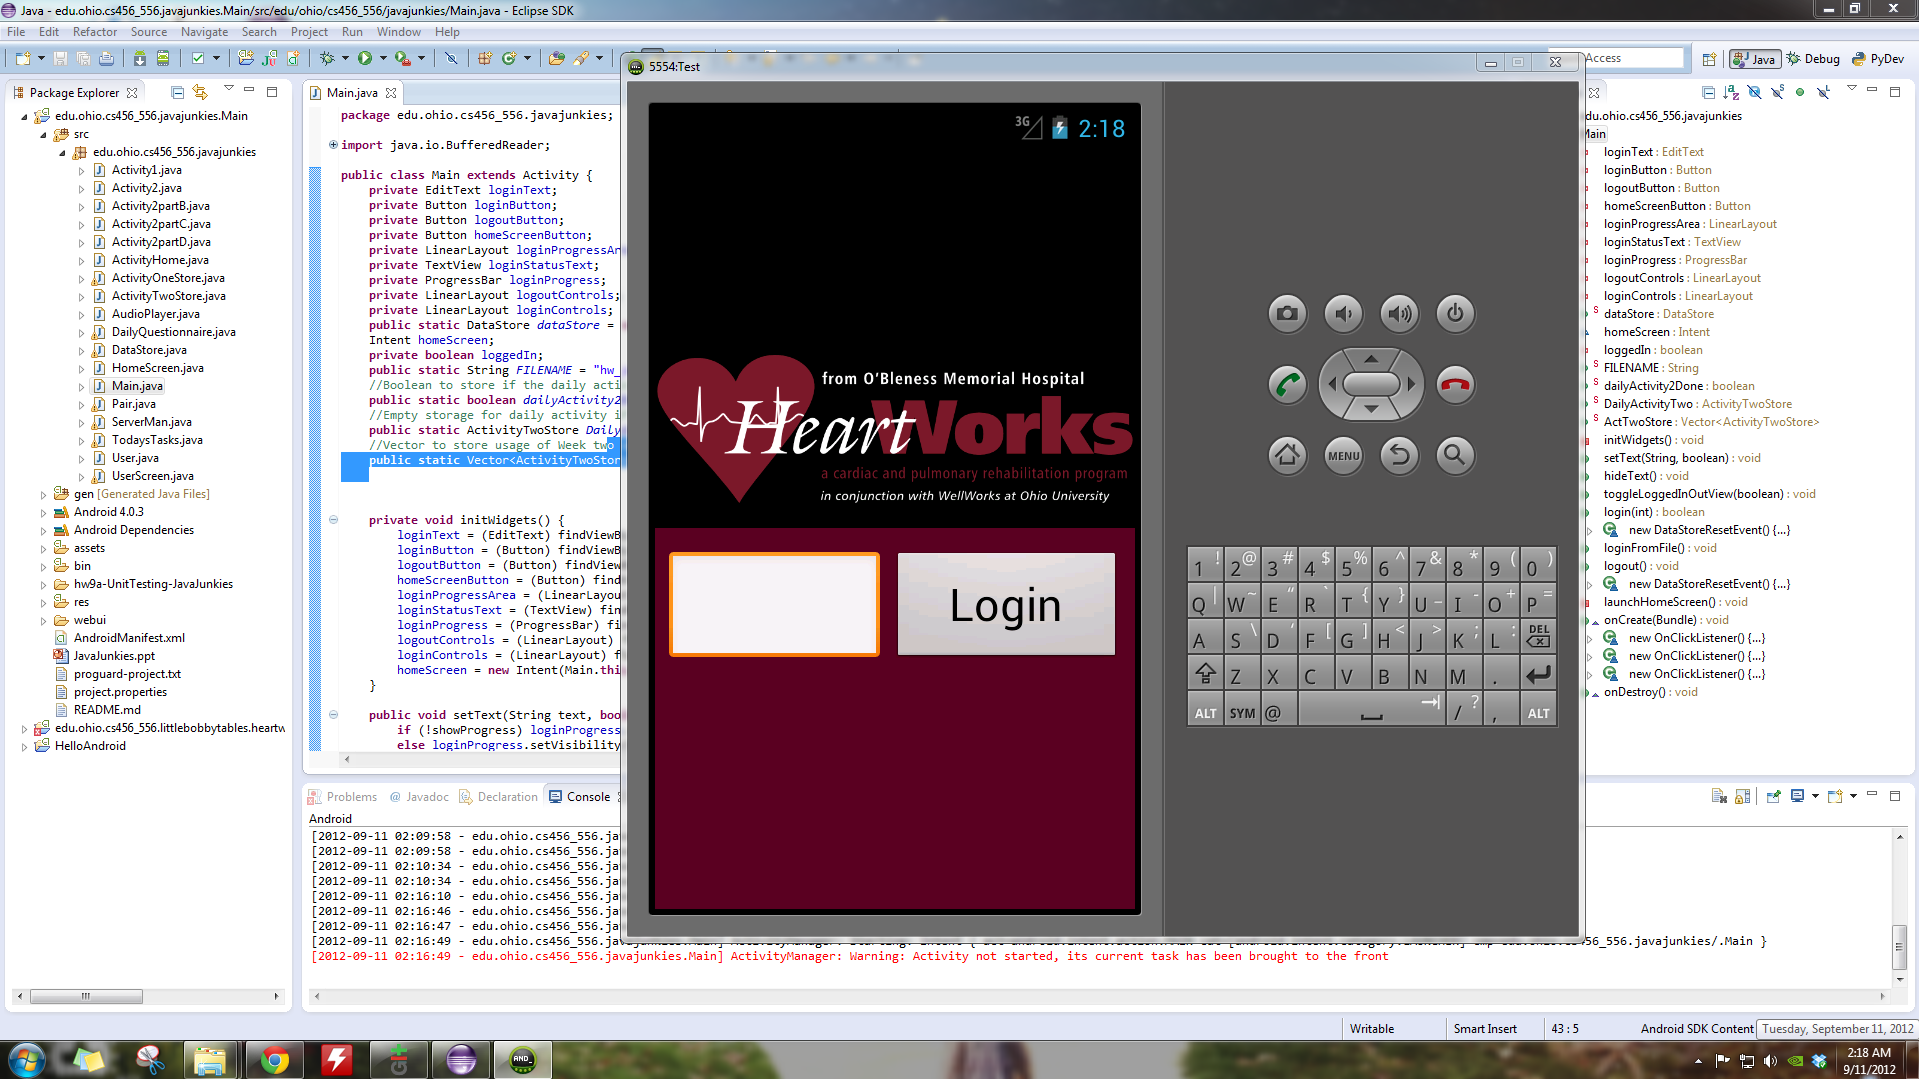 Java - edu.ohio.cs456_556.javajunkies.Main/src/edu/ohio/cs456_556/javajunkies/Main.java - Eclipse SDK
File Edit Refactor Source Navigate Search Project Run Window Help
Access Java Debug PyDev
Package Explorer
edu.ohio.cs456_556.javajunkies.Main
src
edu.ohio.cs456_556.javajunkies
Activity1.java
Activity2.java
Activity2partB.java
Activity2partC.java
Activity2partD.java
ActivityHome.java
ActivityOneStore.java
ActivityTwoStore.java
AudioPlayer.java
DailyQuestionnaire.java
DataStore.java
HomeScreen.java
Main.java
Pair.java
ServerMan.java
TodaysTasks.java
User.java
UserScreen.java
gen [Generated Java Files]
Android 4.0.3
Android Dependencies
assets
bin
hw9a-UnitTesting-JavaJunkies
res
webui
AndroidManifest.xml
JavaJunkies.ppt
proguard-project.txt
project.properties
README.md
edu.ohio.cs456_556.littlebobbytables.heartw
HelloAndroid
Main.java
package edu.ohio.cs456_556.javajunkies;
import java.io.BufferedReader;
public class Main extends Activity {
private EditText loginText;
private Button loginButton;
private Button logoutButton;
private Button homeScreenButton;
private LinearLayout loginProgressAr
private TextView loginStatusText;
private ProgressBar loginProgress;
private LinearLayout logoutControls;
private LinearLayout loginControls;
public static DataStore dataStore =
Intent homeScreen;
private boolean loggedIn;
public static String FILENAME = "hw_
//Boolean to store if the daily acti
public static boolean dailyActivity2
//Empty storage for daily activity i
public static ActivityTwoStore Daily
//Vector to store usage of Week two
public static Vector<ActivityTwoStor
private void initWidgets() {
loginText = (EditText) findViewB
loginButton = (Button) findViewB
logoutButton = (Button) findView
homeScreenButton = (Button) find
loginProgressArea = (LinearLayou
loginStatusText = (TextView) fin
loginProgress = (ProgressBar) fi
logoutControls = (LinearLayout)
loginControls = (LinearLayout) f
homeScreen = new Intent(Main.thi
}
public void setText(String text, boo
if (!showProgress) loginProgress
else loginProgress.setVisibility
5554:Test
3G 2:18
from O'Bleness Memorial Hospital
HeartWorks
a cardiac and pulmonary rehabilitation program
in conjunction with WellWorks at Ohio University
Login
MENU
1 ! 2 @ 3 # 4 $ 5 % 6 ^ 7 & 8 * 9 ( 0 )
Q | W ~ E “ R ` T { Y } U _ I - O + P =
A S \ D ' F [ G ] H < J > K ; L : DEL
Z X C V B N M .
ALT SYM @ / ? , ALT
du.ohio.cs456_556.javajunkies
Main
loginText : EditText
loginButton : Button
logoutButton : Button
homeScreenButton : Button
loginProgressArea : LinearLayout
loginStatusText : TextView
loginProgress : ProgressBar
logoutControls : LinearLayout
loginControls : LinearLayout
dataStore : DataStore
homeScreen : Intent
loggedIn : boolean
FILENAME : String
dailyActivity2Done : boolean
DailyActivityTwo : ActivityTwoStore
ActTwoStore : Vector<ActivityTwoStore>
initWidgets() : void
setText(String, boolean) : void
hideText() : void
toggleLoggedInOutView(boolean) : void
login(int) : boolean
new DataStoreResetEvent() {...}
loginFromFile() : void
logout() : void
new DataStoreResetEvent() {...}
launchHomeScreen() : void
onCreate(Bundle) : void
new OnClickListener() {...}
new OnClickListener() {...}
new OnClickListener() {...}
onDestroy() : void
Problems @ Javadoc Declaration Console
Android
[2012-09-11 02:09:58 - edu.ohio.cs456_556.ja
[2012-09-11 02:09:58 - edu.ohio.cs456_556.ja
[2012-09-11 02:10:34 - edu.ohio.cs456_556.ja
[2012-09-11 02:10:34 - edu.ohio.cs456_556.ja
[2012-09-11 02:16:10 - edu.ohio.cs456_556.ja
[2012-09-11 02:16:46 - edu.ohio.cs456_556.ja
[2012-09-11 02:16:47 - edu.ohio.cs456_556.ja
[2012-09-11 02:16:49 - edu.ohio.cs456_556.ja 456_556.javajunkies/.Main }
[2012-09-11 02:16:49 - edu.ohio.cs456_556.javajunkies.Main] ActivityManager: Warning: Activity not started, its current task has been brought to the front
Writable Smart Insert 43 : 5 Android SDK Content Tuesday, September 11, 2012
git AND_ 2:18 AM
9/11/2012